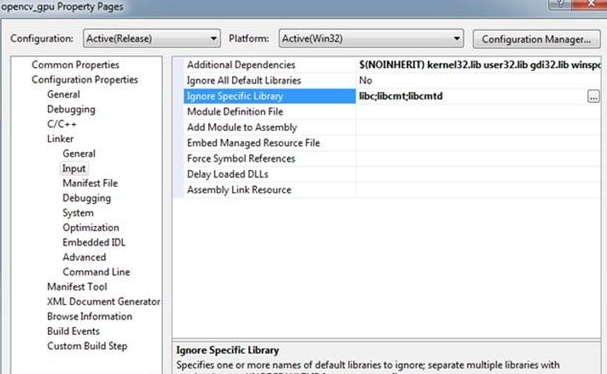 opencv_gpu Property Pages
Configuration: Active(Release) Platform: Active(Win32) Configuration Manager...
Common Properties
Configuration Properties
General
Debugging
C/C++
Linker
General
Input
Manifest File
Debugging
System
Optimization
Embedded IDL
Advanced
Command Line
Manifest Tool
XML Document Generator
Browse Information
Build Events
Custom Build Step
Additional Dependencies $(NOINHERIT) kernel32.lib user32.lib gdi32.lib winspo
Ignore All Default Libraries No
Ignore Specific Library libc;libcmt;libcmtd ...
Module Definition File
Add Module to Assembly
Embed Managed Resource File
Force Symbol References
Delay Loaded DLLs
Assembly Link Resource
Ignore Specific Library
Specifies one or more names of default libraries to ignore; separate multiple libraries with